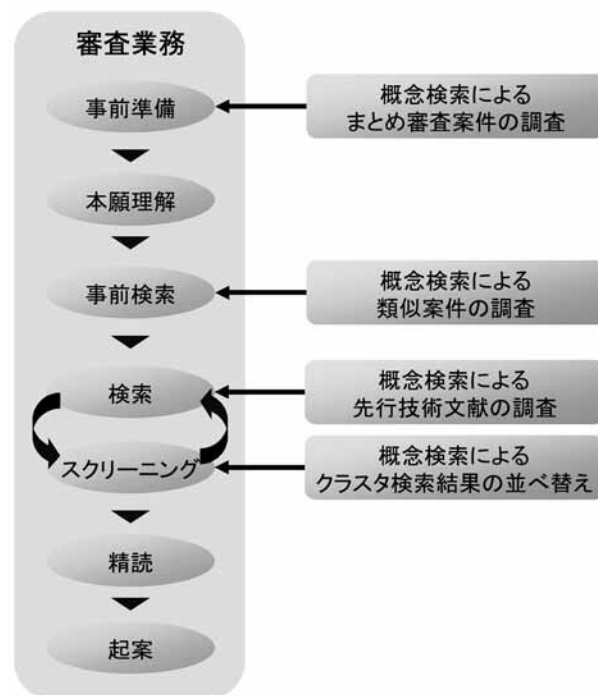 審査業務
事前準備
概念検索による
まとめ審査案件の調査
本願理解
事前検索
概念検索による
類似案件の調査
検索
概念検索による
先行技術文献の調査
スクリーニング
概念検索による
クラスタ検索結果の並べ替え
精読
起案